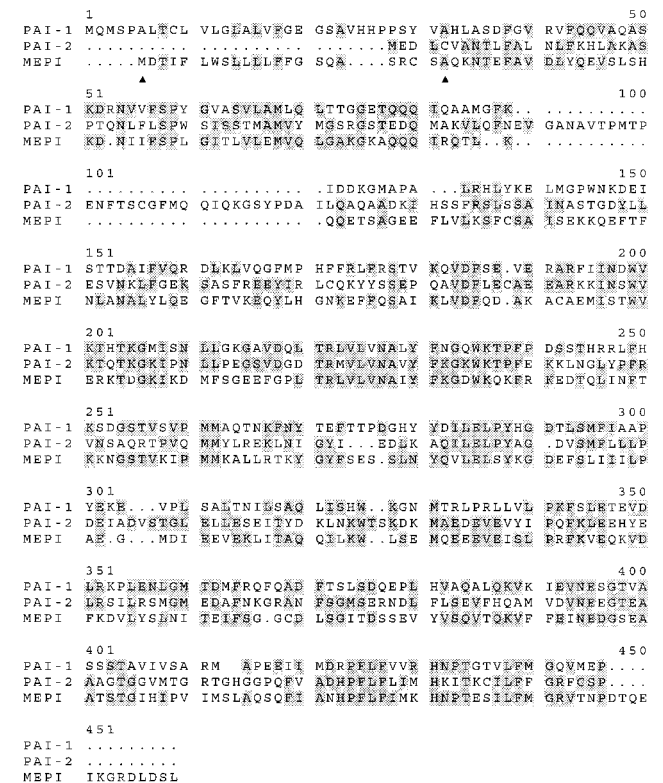 1 50
PAI-1 MQMSPALTCL VLGLALVFGE GSAVHHPPSY VAHLASDFGV RVFQQVAQAS
PAI-2 .......... .......... .......MED LCVANTLFAL NLFKHLAKAS
MEPI .....MDTIF LWSLLLLFFG SQA....SRC SAQKNTEFAV DLYQEVSLSH
51 100
PAI-1 KDRNVVFSPY GVASVLAMLQ LTTGGETQQQ IQAAMGFK.. ..........
PAI-2 PTQNLFLSPW SISSTMAMVY MGSRGSTEDQ MAKVLQFNEV GANAVTPMTP
MEPI KD.NIIFSPL GITLVLEMVQ LGAKGKAQQQ IRQTL..K.. ..........
101 150
PAI-1 .......... .......... .IDDKGMAPA ...LRHLYKE LMGPWNKDEI
PAI-2 ENFTSCGFMQ QIQKGSYPDA ILQAQAADKI HSSFRSLSSA INASTGDYLL
MEPI .......... .......... .QQETSAGEE FLVLKSFCSA ISEKKQEFTF
151 200
PAI-1 STTDAIFVQR DLKLVQGFMP HFFRLFRSTV KQVDFSE.VE RARFIINDWV
PAI-2 ESVNKLFGEK SASFREEYIR LCQKYYSSEP QAVDFLECAE EARKKINSWV
MEPI NLANALYLQE GFTVKEQYLH GNKEFFQSAI KLVDFQD.AK ACAEMISTWV
201 250
PAI-1 KTHTKGMISN LLGKGAVDQL TRLVLVNALY FNGQWKTPFP DSSTHRRLFH
PAI-2 KTQTKGKIPN LLPEGSVDGD TRMVLVNAVY FKGKWKTPFE KKLNGLYPFR
MEPI ERKTDGKIKD MFSGEEFGPL TRLVLVNAIY FKGDWKQKFR KEDTQLINFT
251 300
PAI-1 KSDGSTVSVP MMAQTNKFNY TEFTTPDGHY YDILELPYHG DTLSMFIAAP
PAI-2 VNSAQRTPVQ MMYLREKLNI GYI...EDLK AQILELPYAG .DVSMFLLLP
MEPI KKNGSTVKIP MMKALLRTKY GYFSES.SLN YQVLELSYKG DEFSLIIILP
301 350
PAI-1 YEKE...VPL SALTNILSAQ LISHW..KGN MTRLPRLLVL PKFSLETEVD
PAI-2 DEIADVSTGL ELLESEITYD KLNKWTSKDK MAEDEVEVYI PQFKLEEHYE
MEPI AE.G...MDI EEVEKLITAQ QILKW..LSE MQEEEVEISL PRFKVEQKVD
351 400
PAI-1 LRKPLENLGM TDMFRQFQAD FTSLSDQEPL HVAQALQKVK IEVNESGTVA
PAI-2 LRSILRSMGM EDAFNKGRAN FSGMSERNDL FLSEVFHQAM VDVNEEGTEA
MEPI FKDVLYSLNI TEIFSG.GCD LSGITDSSEV YVSQVTQKVF FEINEDGSEA
401 450
PAI-1 SSSTAVIVSA RM APEEII MDRPFLFVVR HNPTGTVLFM GQVMEP....
PAI-2 AAGTGGVMTG RTGHGGPQFV ADHPFLFLIM HKITKCILFF GRFCSP....
MEPI ATSTGIHIPV IMSLAQSQFI ANHPFLFIMK HNPTESILFM GRVTNPDTQE
451
PAI-1 .........
PAI-2 .........
MEPI IKGRDLDSL